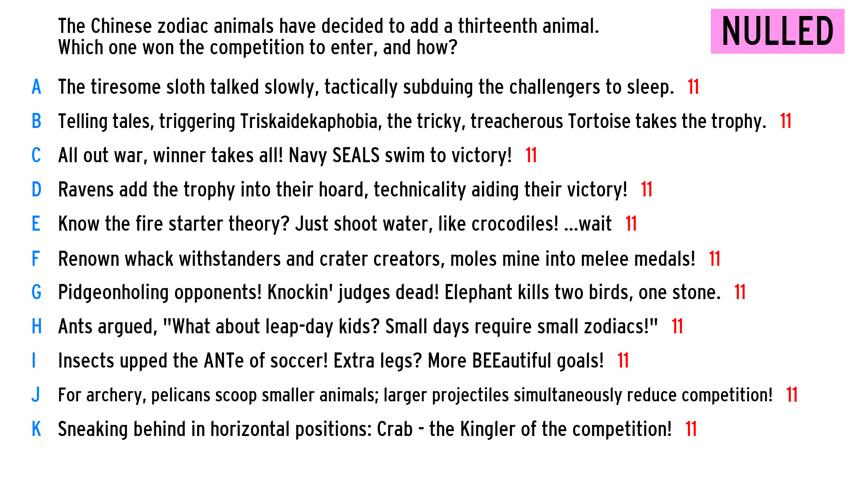 The Chinese zodiac animals have decided to add a thirteenth animal.
Which one won the competition to enter, and how?
NULLED
A The tiresome sloth talked slowly, tactically subduing the challengers to sleep. 11
B Telling tales, triggering Triskaidekaphobia, the tricky, treacherous Tortoise takes the trophy. 11
C All out war, winner takes all! Navy SEALS swim to victory! 11
D Ravens add the trophy into their hoard, technicality aiding their victory! 11
E Know the fire starter theory? Just shoot water, like crocodiles! ...wait 11
F Renown whack withstanders and crater creators, moles mine into melee medals! 11
G Pidgeonholing opponents! Knockin' judges dead! Elephant kills two birds, one stone. 11
H Ants argued, "What about leap-day kids? Small days require small zodiacs!" 11
I Insects upped the ANTe of soccer! Extra legs? More BEEautiful goals! 11
J For archery, pelicans scoop smaller animals; larger projectiles simultaneously reduce competition! 11
K Sneaking behind in horizontal positions: Crab - the Kingler of the competition! 11